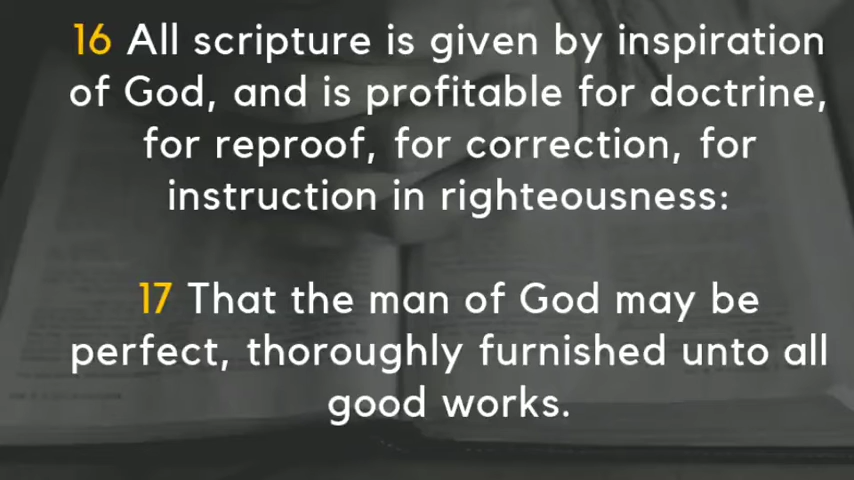 16 All scripture is given by inspiration
of God, and is profitable for doctrine,
for reproof, for correction, for
instruction in righteousness:
17 That the man of God may be
perfect, thoroughly furnished unto all
good works.